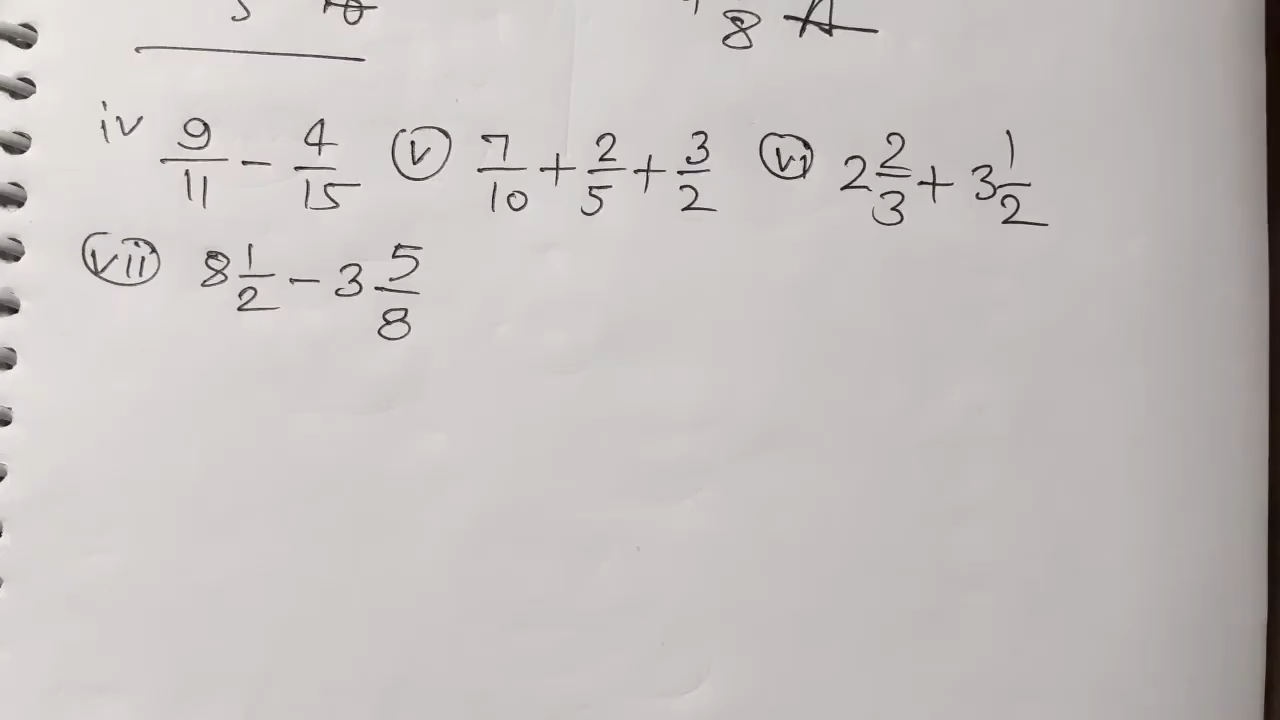 8
iv 9/11 - 4/15 (v) 7/10 + 2/5 + 3/2 (vi) 2 2/3 + 3 1/2
(vii) 8 1/2 - 3 5/8